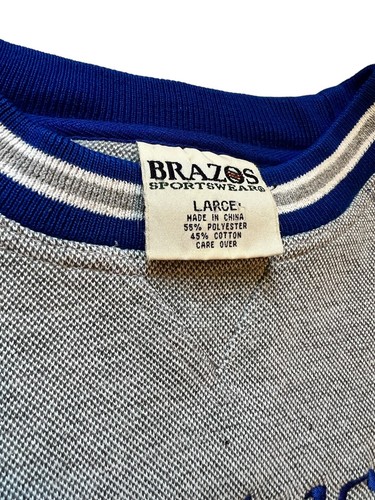 BRAZOS
SPORTSWEAR®
LARGE
MADE IN CHINA
55% POLYESTER
45% COTTON
CARE OVER